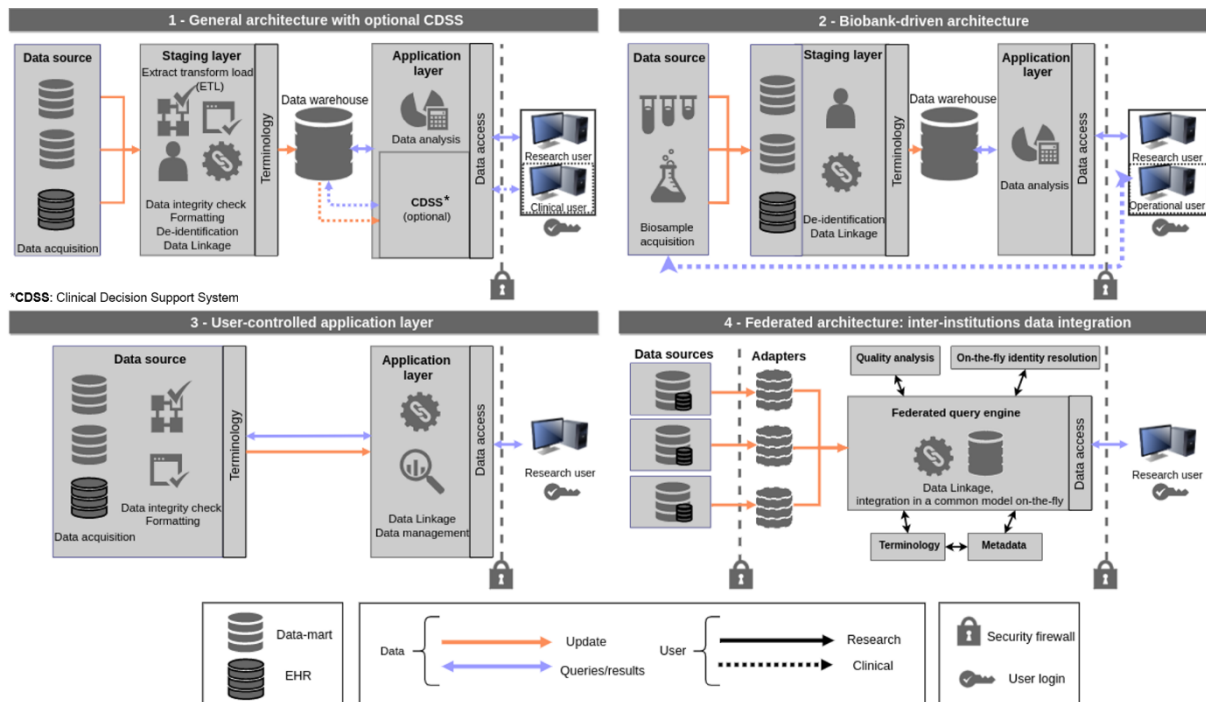 1 - General architecture with optional CDSS
Data source
Data acquisition
Staging layer
Extract transform load
(ETL)
Data integrity check
Formatting
De-identification
Data Linkage
Terminology
Data warehouse
Application
layer
Data analysis
CDSS*
(optional)
Data access
Research user
Clinical user
*CDSS: Clinical Decision Support System
2 - Biobank-driven architecture
Data source
Biosample
acquisition
Staging layer
De-identification
Data Linkage
Terminology
Data warehouse
Application
layer
Data analysis
Data access
Research user
Operational user
3 - User-controlled application layer
Data source
Data acquisition
Data integrity check
Formatting
Terminology
Application
layer
Data Linkage
Data management
Data access
Research user
4 - Federated architecture: inter-institutions data integration
Data sources
Adapters
Quality analysis
On-the-fly identity resolution
Federated query engine
Data Linkage,
integration in a common model on-the-fly
Data access
Terminology
Metadata
Research user
Data-mart
EHR
Data
Update
Queries/results
User
Research
Clinical
Security firewall
User login